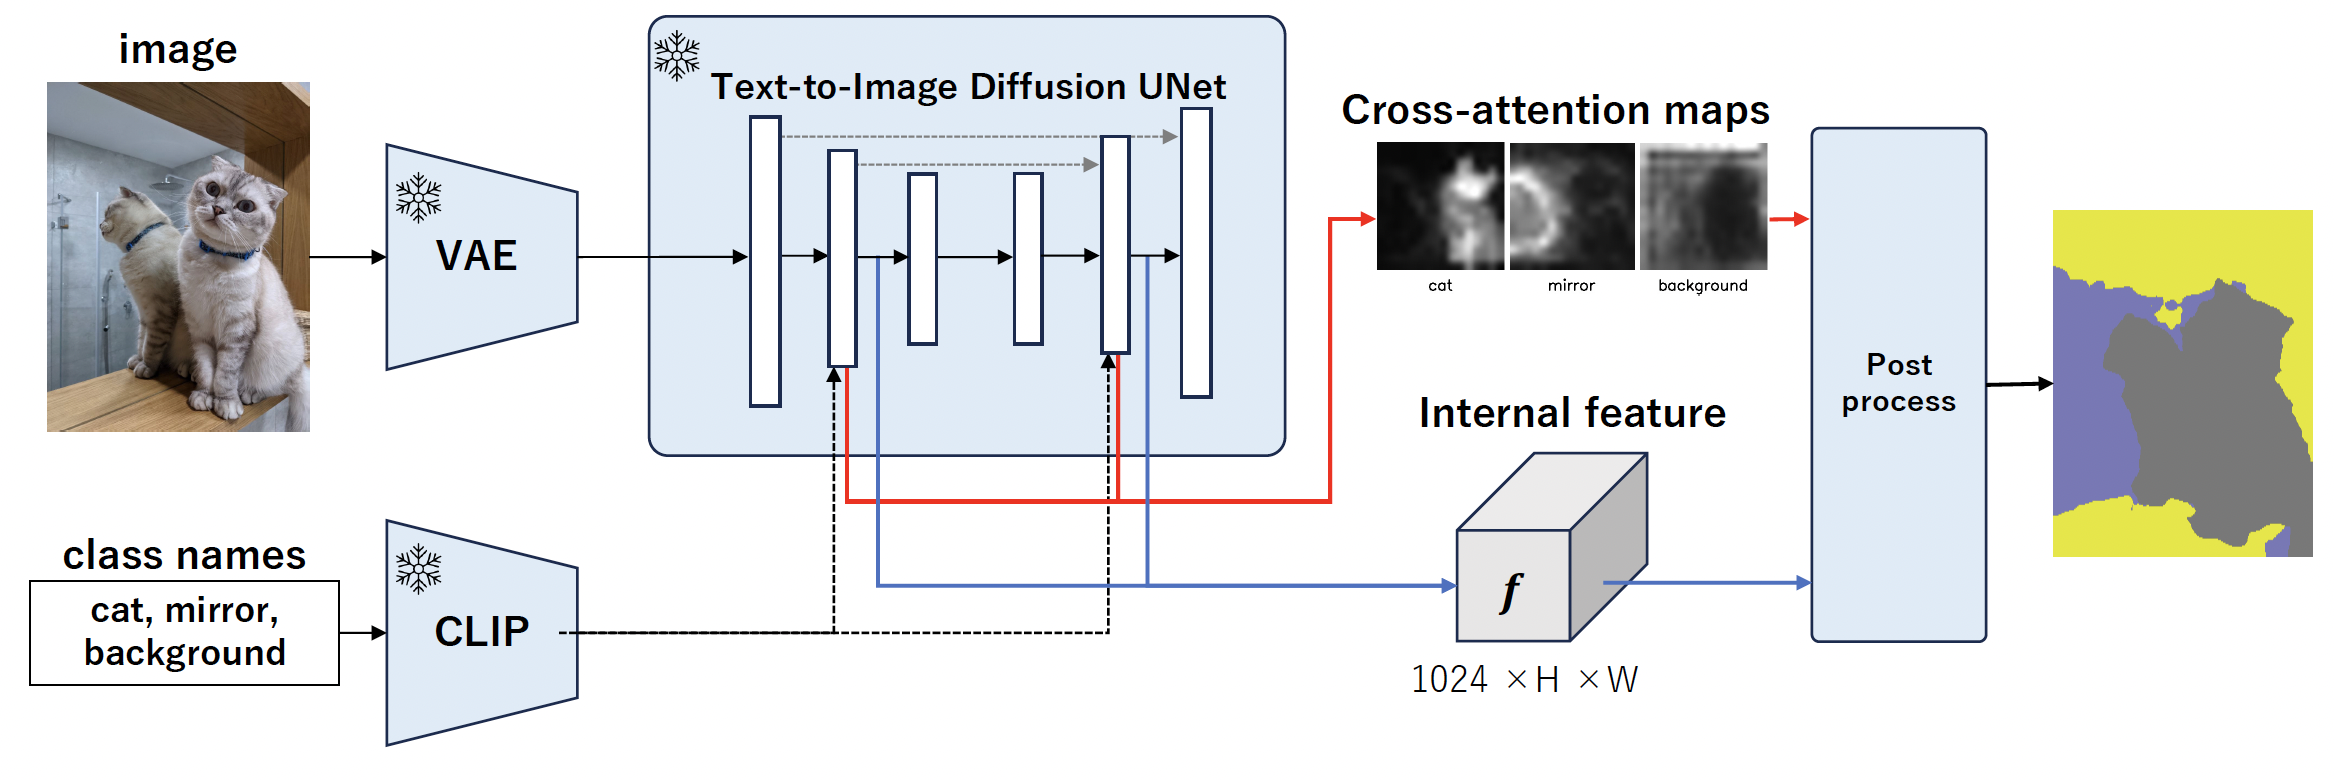 image
Text-to-Image Diffusion UNet
VAE
Cross-attention maps
cat
mirror
background
Post
process
Internal feature
f
1024 ×H ×W
class names
cat, mirror,
background
CLIP